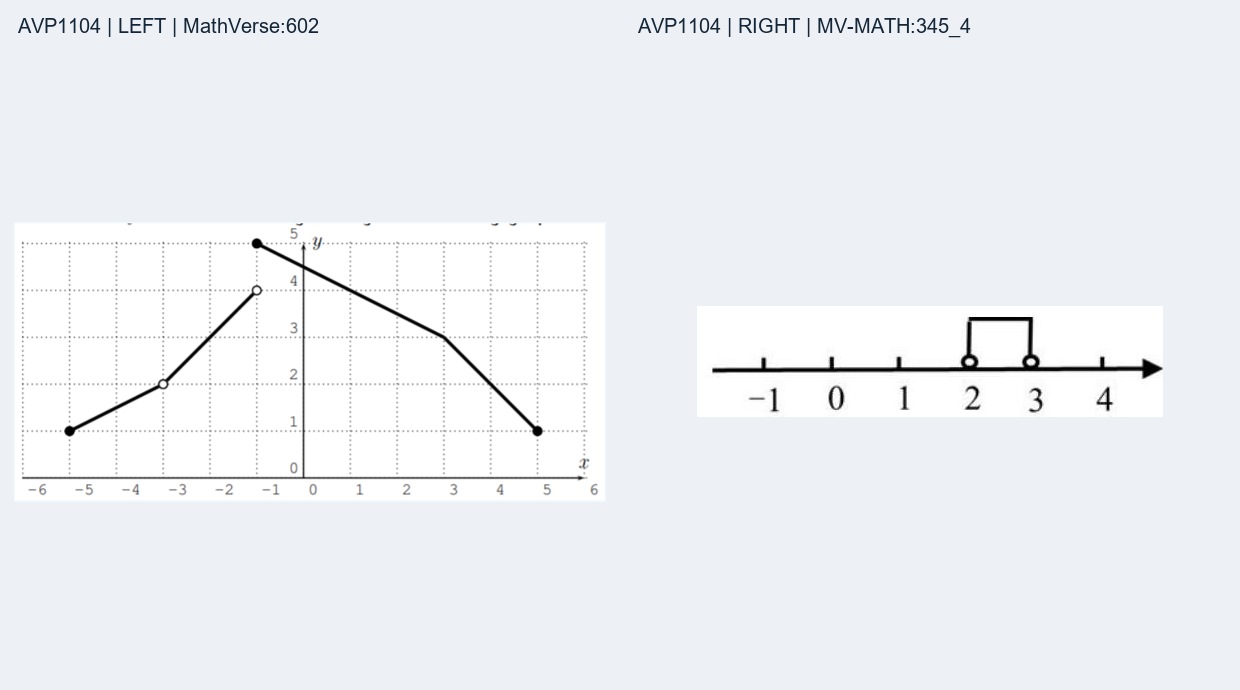 AVP1104 | LEFT | MathVerse:602
AVP1104 | RIGHT | MV-MATH:345_4
5
y
4
3
2
1
0
x
−6 −5 −4 −3 −2 −1 0 1 2 3 4 5 6
−1 0 1 2 3 4